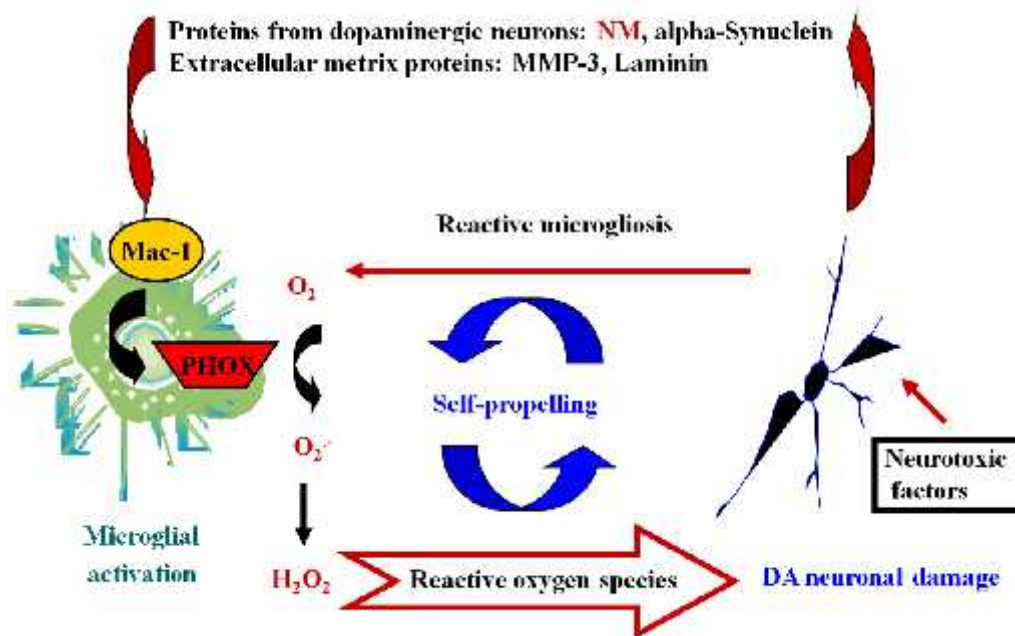 Proteins from dopaminergic neurons: NM, alpha-Synuclein
Extracellular metrix proteins: MMP-3, Laminin
Reactive microgliosis
Mac-1
O₂
PHOX
Self-propelling
O₂·⁻
Neurotoxic
factors
Microglial
activation
H₂O₂
Reactive oxygen species
DA neuronal damage